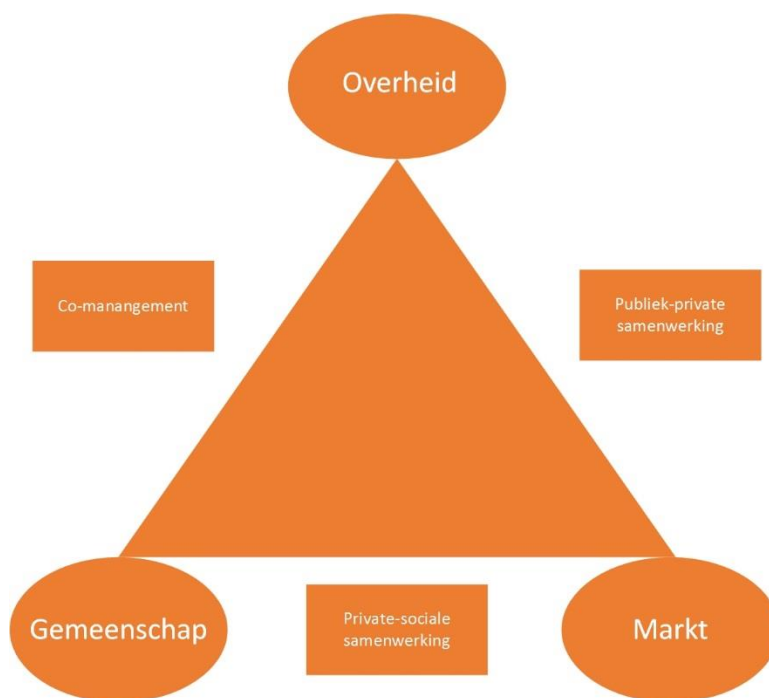 Overheid
Co-manangement
Publiek-private
samenwerking
Gemeenschap
Private-sociale
samenwerking
Markt